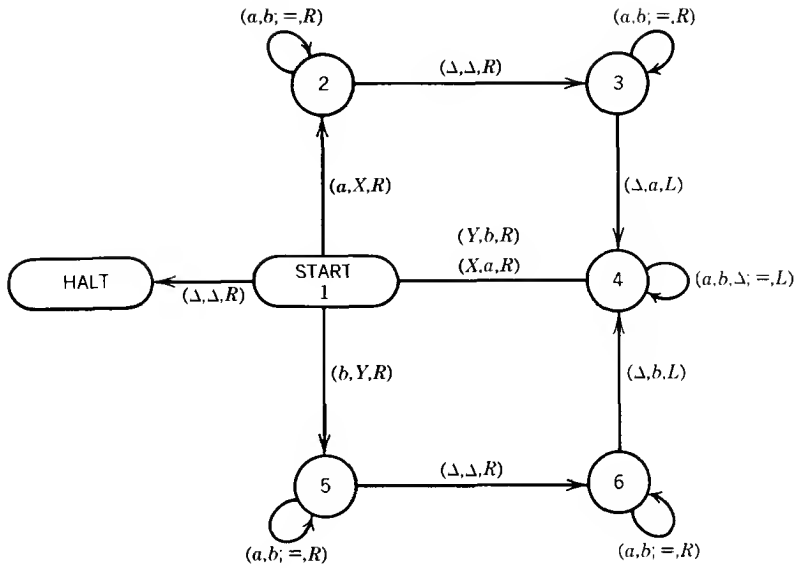 (a,b; =,R)
(a,b; =,R)
2
(Δ,Δ,R)
3
(a,X,R)
(Δ,a,L)
(Y,b,R)
(X,a,R)
HALT
(Δ,Δ,R)
START
1
4
(a,b,Δ; =,L)
(b,Y,R)
(Δ,b,L)
5
(Δ,Δ,R)
6
(a,b; =,R)
(a,b; =,R)